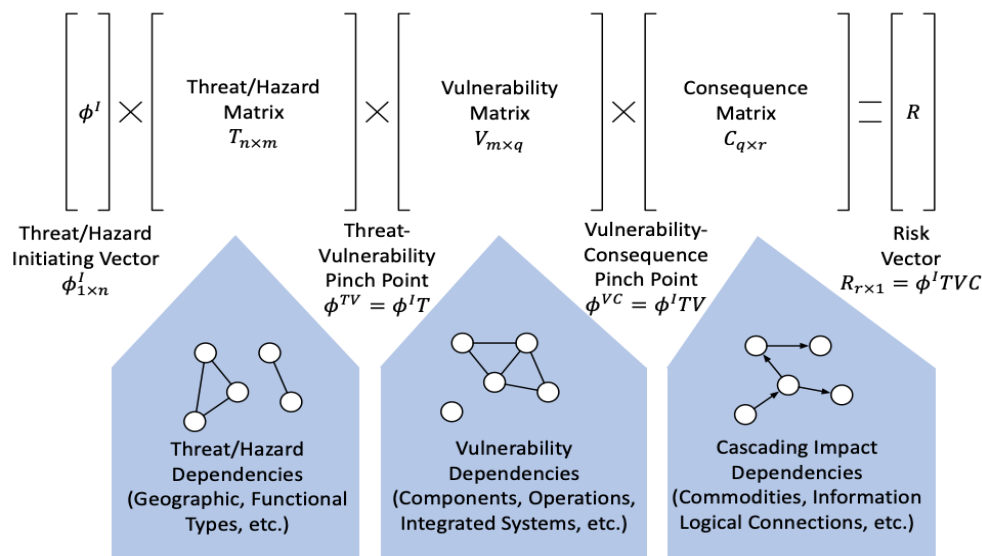 ϕ^I
×
Threat/Hazard
Matrix
T_{n×m}
×
Vulnerability
Matrix
V_{m×q}
×
Consequence
Matrix
C_{q×r}
=
R
Threat/Hazard
Initiating Vector
ϕ^I_{1×n}
Threat-
Vulnerability
Pinch Point
ϕ^{TV} = ϕ^I T
Vulnerability-
Consequence
Pinch Point
ϕ^{VC} = ϕ^I TV
Risk
Vector
R_{r×1} = ϕ^I TVC
Threat/Hazard
Dependencies
(Geographic, Functional
Types, etc.)
Vulnerability
Dependencies
(Components, Operations,
Integrated Systems, etc.)
Cascading Impact
Dependencies
(Commodities, Information
Logical Connections, etc.)